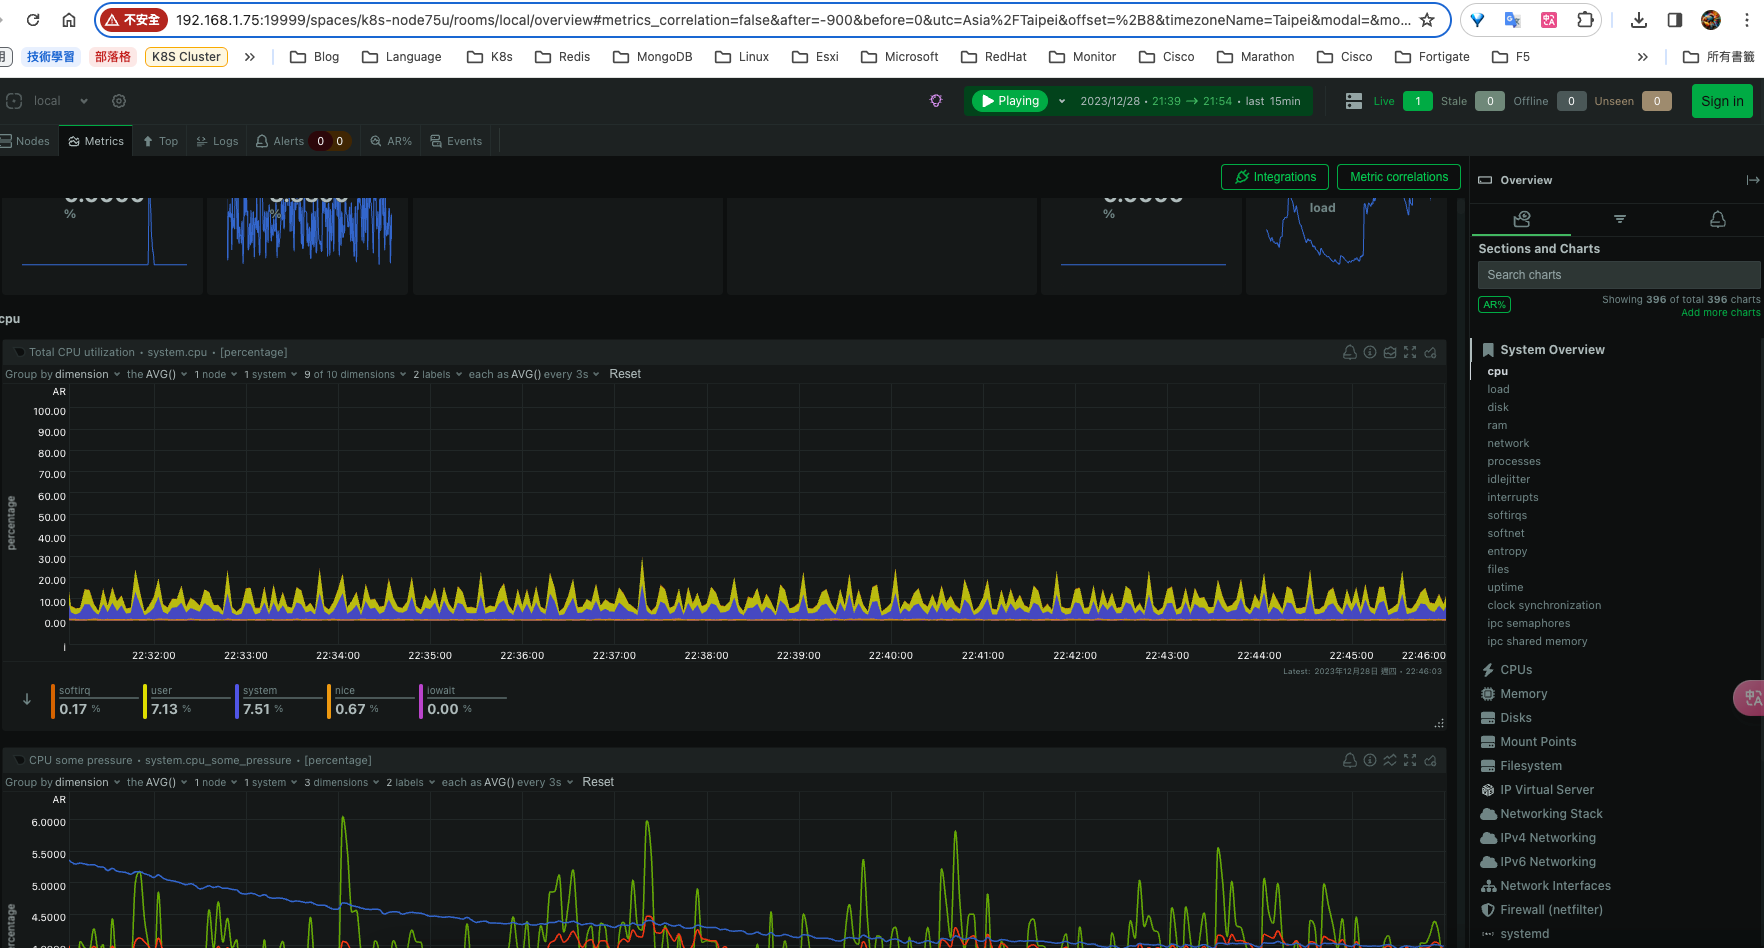 不安全 192.168.1.75:19999/spaces/k8s-node75u/rooms/local/overview#metrics_correlation=false&after=-900&before=0&utc=Asia%2FTaipei&offset=%2B8&timezoneName=Taipei&modal=&mo...
技術學習 部落格 K8S Cluster » Blog Language K8s Redis MongoDB Linux Esxi Microsoft RedHat Monitor Cisco Marathon Cisco Fortigate F5 » 所有書籤
local Playing 2023/12/28 • 21:39 → 21:54 • last 15min Live 1 Stale 0 Offline 0 Unseen 0 Sign in
Nodes Metrics Top Logs Alerts 0 0 AR% Events
Integrations Metric correlations
% % % load
cpu
Total CPU utilization • system.cpu • [percentage]
Group by dimension the AVG() 1 node 1 system 9 of 10 dimensions 2 labels each as AVG() every 3s Reset
AR
100.00
90.00
80.00
70.00
60.00
50.00
40.00
30.00
20.00
10.00
0.00
percentage
i
22:32:00 22:33:00 22:34:00 22:35:00 22:36:00 22:37:00 22:38:00 22:39:00 22:40:00 22:41:00 22:42:00 22:43:00 22:44:00 22:45:00 22:46:00
Latest: 2023年12月28日 週四 • 22:46:03
softirq user system nice iowait
0.17 % 7.13 % 7.51 % 0.67 % 0.00 %
CPU some pressure • system.cpu_some_pressure • [percentage]
Group by dimension the AVG() 1 node 1 system 3 dimensions 2 labels each as AVG() every 3s Reset
AR
6.0000
5.5000
5.0000
4.5000
Overview
Sections and Charts
Search charts
AR% Showing 396 of total 396 charts
Add more charts
System Overview
cpu
load
disk
ram
network
processes
idlejitter
interrupts
softirqs
softnet
entropy
files
uptime
clock synchronization
ipc semaphores
ipc shared memory
CPUs
Memory
Disks
Mount Points
Filesystem
IP Virtual Server
Networking Stack
IPv4 Networking
IPv6 Networking
Network Interfaces
Firewall (netfilter)
systemd